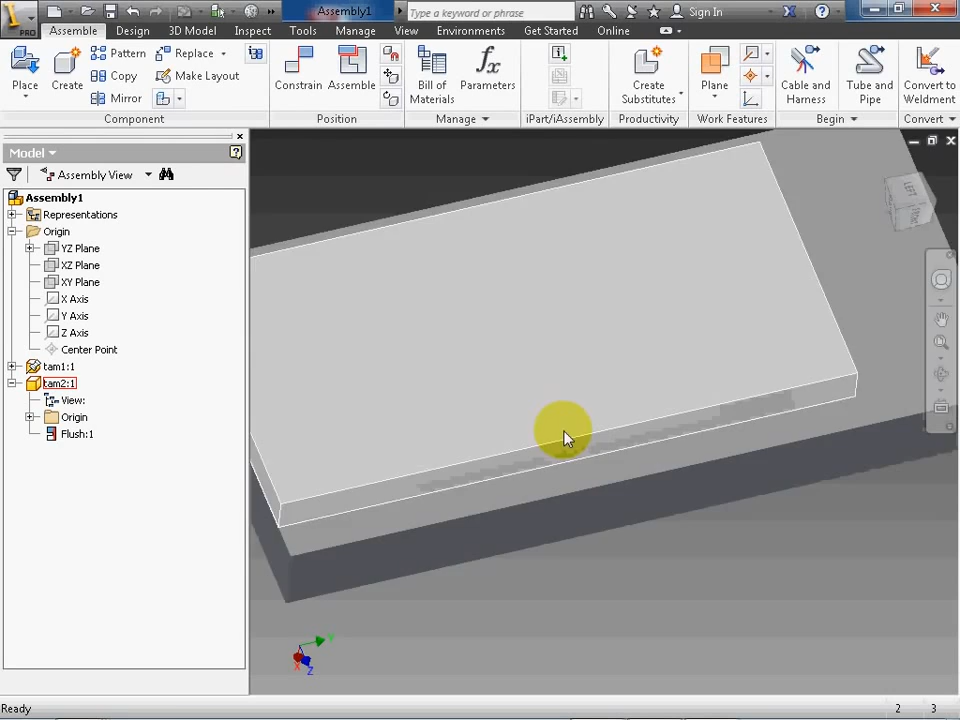 PRO
Assembly1
Type a keyword or phrase
Sign In
Assemble Design 3D Model Inspect Tools Manage View Environments Get Started Online
Place
Create
Pattern
Copy
Mirror
Replace
Make Layout
Component
Constrain
Assemble
Position
Bill of
Materials
Parameters
Manage
iPart/iAssembly
Create
Substitutes
Productivity
Plane
Work Features
Cable and
Harness
Tube and
Pipe
Begin
Convert to
Weldment
Convert
Model
Assembly View
Assembly1
Representations
Origin
YZ Plane
XZ Plane
XY Plane
X Axis
Y Axis
Z Axis
Center Point
tam1:1
tam2:1
View:
Origin
Flush:1
LEFT
Y
X
Z
Ready
2 3